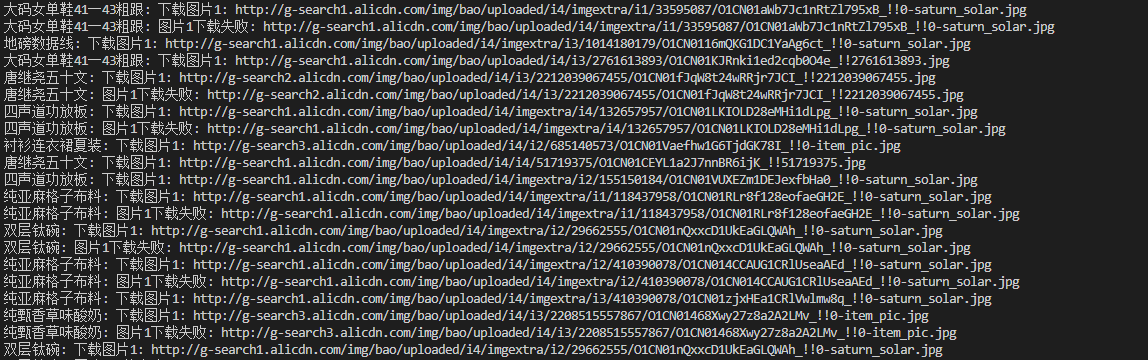 大码女单鞋41一43粗跟: 下载图片1: http://g-search1.alicdn.com/img/bao/uploaded/i4/imgextra/i1/33595087/O1CN01aWb7Jc1nRtZl795xB_!!0-saturn_solar.jpg
大码女单鞋41一43粗跟: 图片1下载失败: http://g-search1.alicdn.com/img/bao/uploaded/i4/imgextra/i1/33595087/O1CN01aWb7Jc1nRtZl795xB_!!0-saturn_solar.jpg
地磅数据线: 下载图片1: http://g-search1.alicdn.com/img/bao/uploaded/i4/imgextra/i3/1014180179/O1CN0116mQKG1DC1YaAg6ct_!!0-saturn_solar.jpg
大码女单鞋41一43粗跟: 下载图片1: http://g-search1.alicdn.com/img/bao/uploaded/i4/i3/2761613893/O1CN01KJRnki1ed2cqb0O4e_!!2761613893.jpg
唐继尧五十文: 下载图片1: http://g-search2.alicdn.com/img/bao/uploaded/i4/i3/2212039067455/O1CN01fJqW8t24wRRjr7JCI_!!2212039067455.jpg
唐继尧五十文: 图片1下载失败: http://g-search2.alicdn.com/img/bao/uploaded/i4/i3/2212039067455/O1CN01fJqW8t24wRRjr7JCI_!!2212039067455.jpg
四声道功放板: 下载图片1: http://g-search1.alicdn.com/img/bao/uploaded/i4/imgextra/i4/132657957/O1CN01LKIOLD28eMHi1dLpg_!!0-saturn_solar.jpg
四声道功放板: 图片1下载失败: http://g-search1.alicdn.com/img/bao/uploaded/i4/imgextra/i4/132657957/O1CN01LKIOLD28eMHi1dLpg_!!0-saturn_solar.jpg
衬衫连衣裙夏装: 下载图片1: http://g-search3.alicdn.com/img/bao/uploaded/i4/i2/685140573/O1CN01Vaefhw1G6TjdGK78I_!!0-item_pic.jpg
唐继尧五十文: 下载图片1: http://g-search1.alicdn.com/img/bao/uploaded/i4/i4/51719375/O1CN01CEYL1a2J7nnBR6ijK_!!51719375.jpg
四声道功放板: 下载图片1: http://g-search1.alicdn.com/img/bao/uploaded/i4/imgextra/i2/155150184/O1CN01VUXEZm1DEJexfbHa0_!!0-saturn_solar.jpg
纯亚麻格子布料: 下载图片1: http://g-search1.alicdn.com/img/bao/uploaded/i4/imgextra/i1/118437958/O1CN01RLr8f128eofaeGH2E_!!0-saturn_solar.jpg
纯亚麻格子布料: 图片1下载失败: http://g-search1.alicdn.com/img/bao/uploaded/i4/imgextra/i1/118437958/O1CN01RLr8f128eofaeGH2E_!!0-saturn_solar.jpg
双层钛碗: 下载图片1: http://g-search1.alicdn.com/img/bao/uploaded/i4/imgextra/i2/29662555/O1CN01nQxxcD1UkEaGLQWAh_!!0-saturn_solar.jpg
双层钛碗: 图片1下载失败: http://g-search1.alicdn.com/img/bao/uploaded/i4/imgextra/i2/29662555/O1CN01nQxxcD1UkEaGLQWAh_!!0-saturn_solar.jpg
纯亚麻格子布料: 下载图片1: http://g-search1.alicdn.com/img/bao/uploaded/i4/imgextra/i2/410390078/O1CN014CCAUG1CRlUseaAEd_!!0-saturn_solar.jpg
纯亚麻格子布料: 图片1下载失败: http://g-search1.alicdn.com/img/bao/uploaded/i4/imgextra/i2/410390078/O1CN014CCAUG1CRlUseaAEd_!!0-saturn_solar.jpg
纯亚麻格子布料: 下载图片1: http://g-search1.alicdn.com/img/bao/uploaded/i4/imgextra/i3/410390078/O1CN01zjxHEa1CRlVwlmw8q_!!0-saturn_solar.jpg
纯甄香草味酸奶: 下载图片1: http://g-search3.alicdn.com/img/bao/uploaded/i4/i3/2208515557867/O1CN01468Xwy27z8a2A2LMv_!!0-item_pic.jpg
纯甄香草味酸奶: 图片1下载失败: http://g-search3.alicdn.com/img/bao/uploaded/i4/i3/2208515557867/O1CN01468Xwy27z8a2A2LMv_!!0-item_pic.jpg
双层钛碗: 下载图片1: http://g-search1.alicdn.com/img/bao/uploaded/i4/imgextra/i2/29662555/O1CN01nQxxcD1UkEaGLQWAh_!!0-saturn_solar.jpg